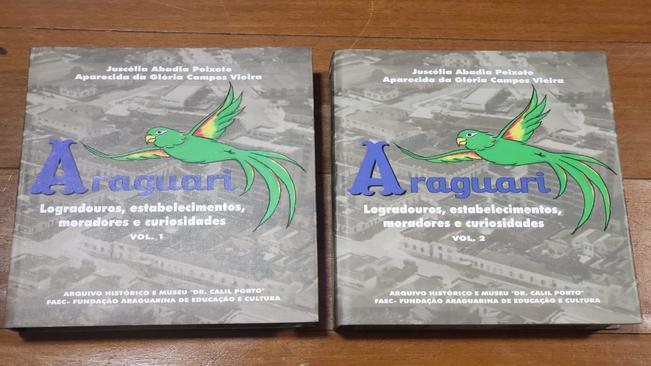 Juscélia Abadia Peixoto
Aparecida da Glória Campos Vieira
Araguari
Logradouros, estabelecimentos,
moradores e curiosidades
VOL. 1
ARQUIVO HISTÓRICO E MUSEU "DR. CALIL PORTO"
FAEC- FUNDAÇÃO ARAGUARINA DE EDUCAÇÃO E CULTURA
Juscélia Abadia Peixoto
Aparecida da Glória Campos Vieira
Araguari
Logradouros, estabelecimentos,
moradores e curiosidades
VOL. 2
ARQUIVO HISTÓRICO E MUSEU "DR. CALIL PORTO"
FAEC- FUNDAÇÃO ARAGUARINA DE EDUCAÇÃO E CULTURA